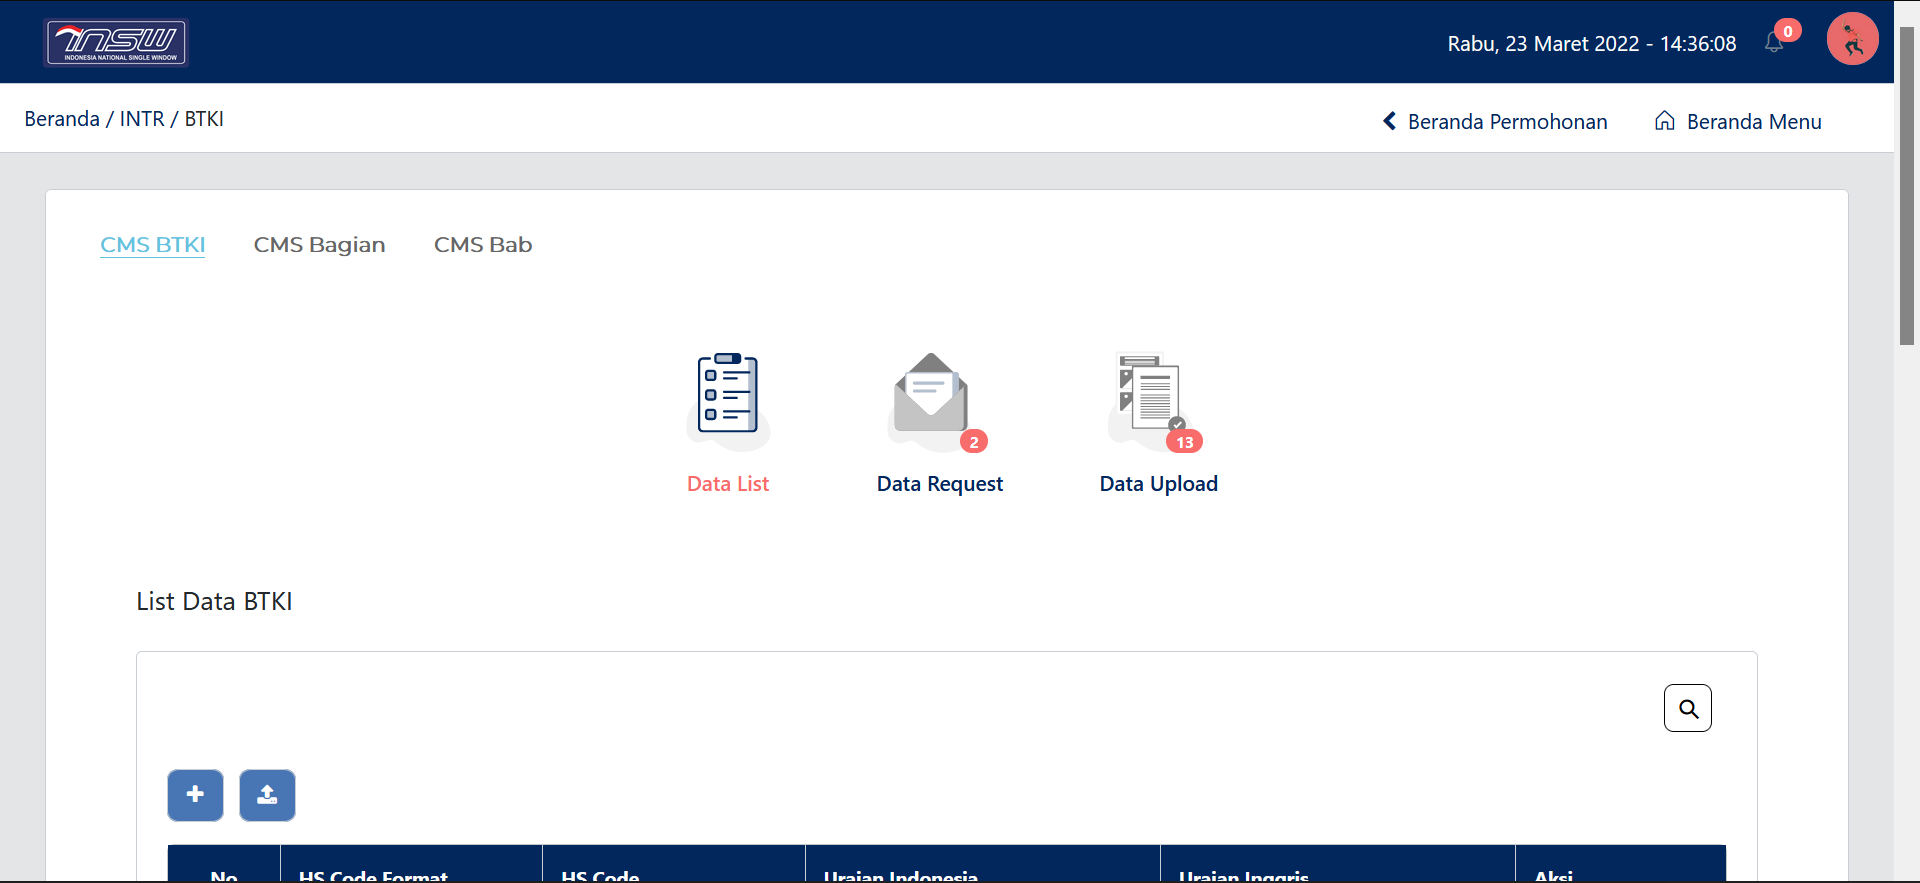 INSW
INDONESIA NATIONAL SINGLE WINDOW
Rabu, 23 Maret 2022 - 14:36:08
0
Beranda / INTR / BTKI
Beranda Permohonan
Beranda Menu
CMS BTKI
CMS Bagian
CMS Bab
2
13
Data List
Data Request
Data Upload
List Data BTKI
No
HS Code Format
HS Code
Uraian Indonesia
Uraian Inggris
Aksi